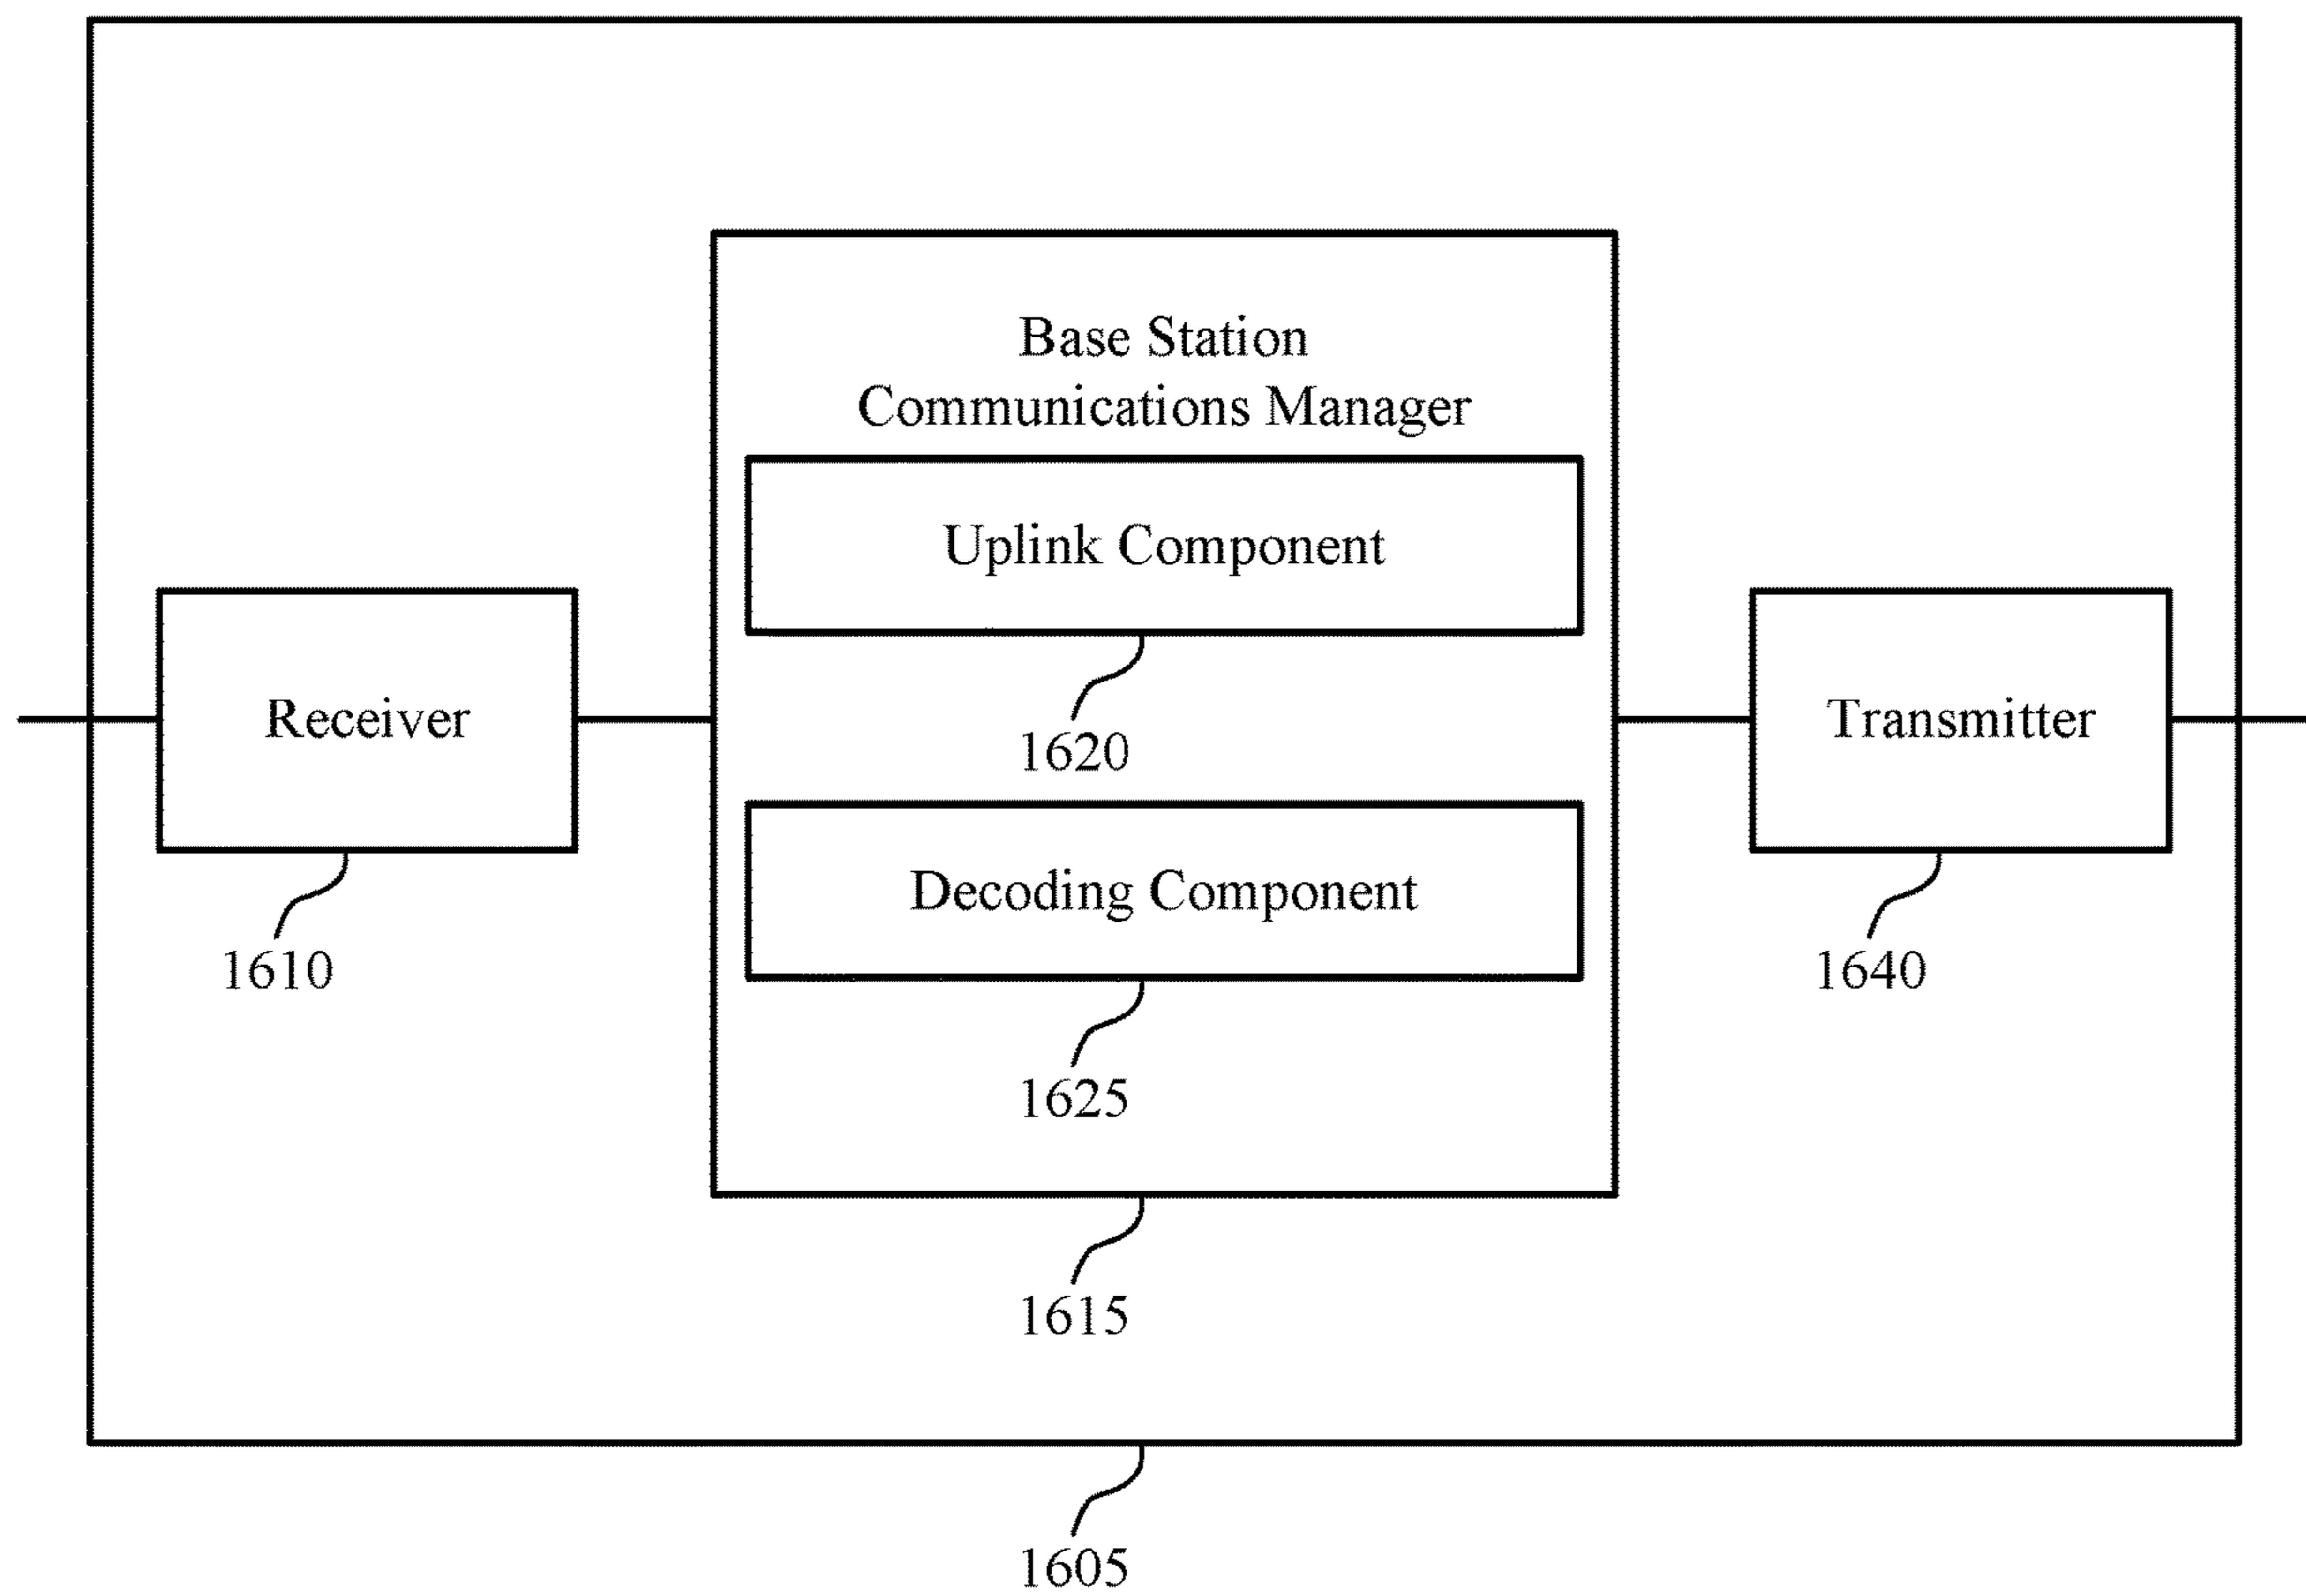 Base Station
Communications Manager
Uplink Component
1620
Receiver
1610
Transmitter
1640
Decoding Component
1625
1615
1605